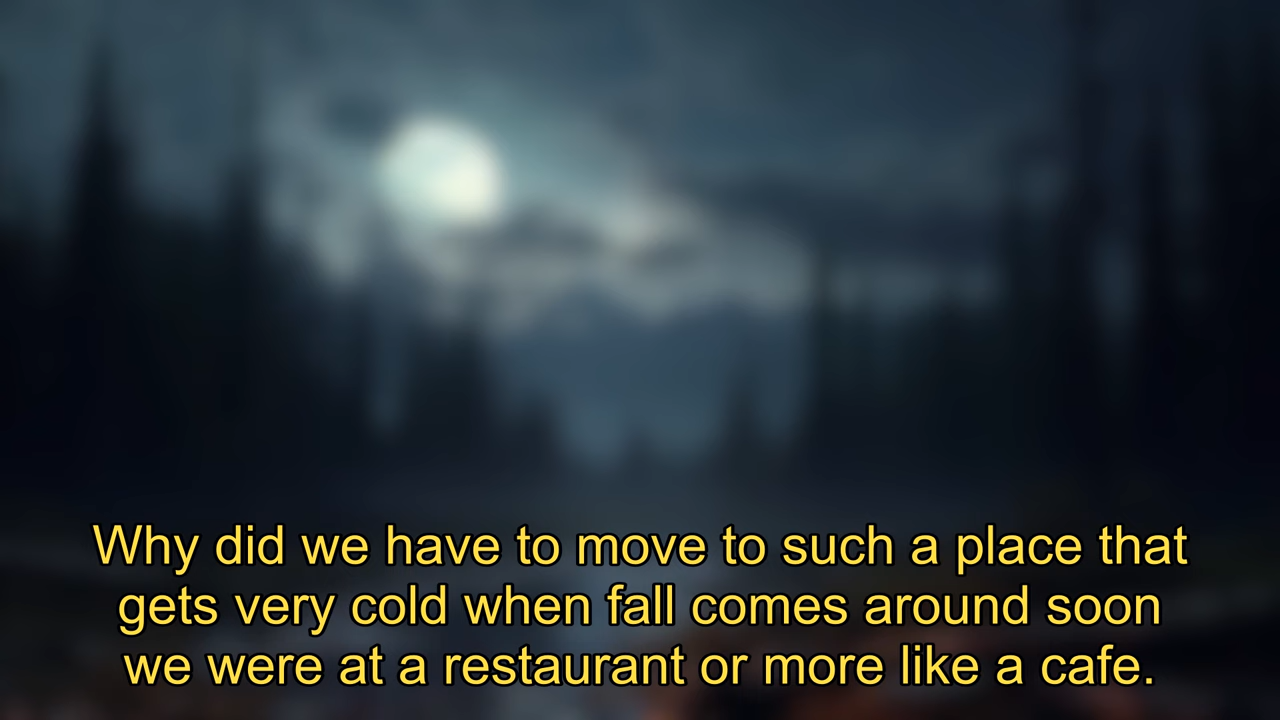 Why did we have to move to such a place that
gets very cold when fall comes around soon
we were at a restaurant or more like a cafe.